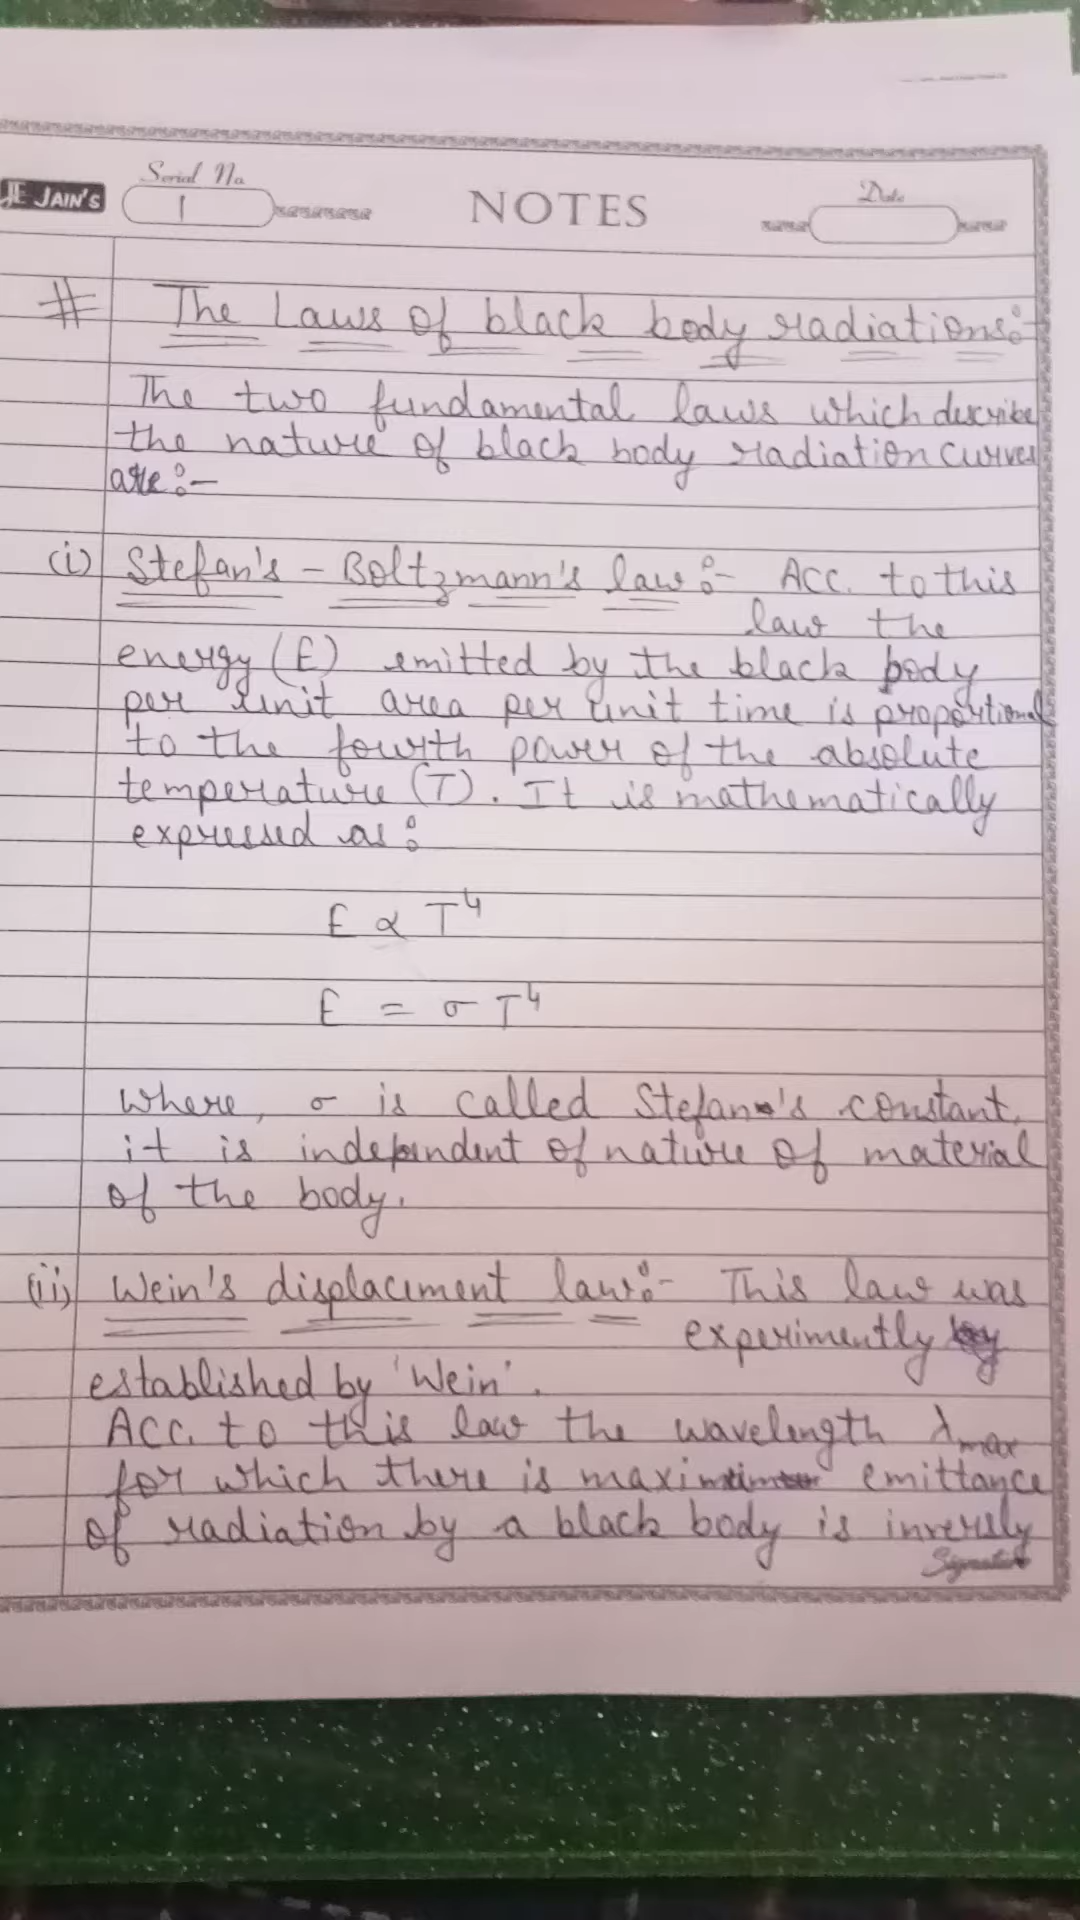 Serial No.
JE JAIN'S
1
NOTES
Date
# The Laws of black body radiations:-
The two fundamental laws which describe
the nature of black body radiation curves
are:-
(i) Stefan's - Boltzmann's law:- Acc. to this
law the
energy (E) emitted by the black body
per unit area per unit time is proportional
to the fourth power of the absolute
temperature (T). It is mathematically
expressed as:
E ∝ T⁴
E = σ T⁴
where, σ is called Stefan's constant,
it is independent of nature of material
of the body.
(ii) Wein's displacement law:- This law was
experimently
established by 'Wein'.
Acc. to this law the wavelength λmax
for which there is maxim emittance
of radiation by a black body is inversly
Signature